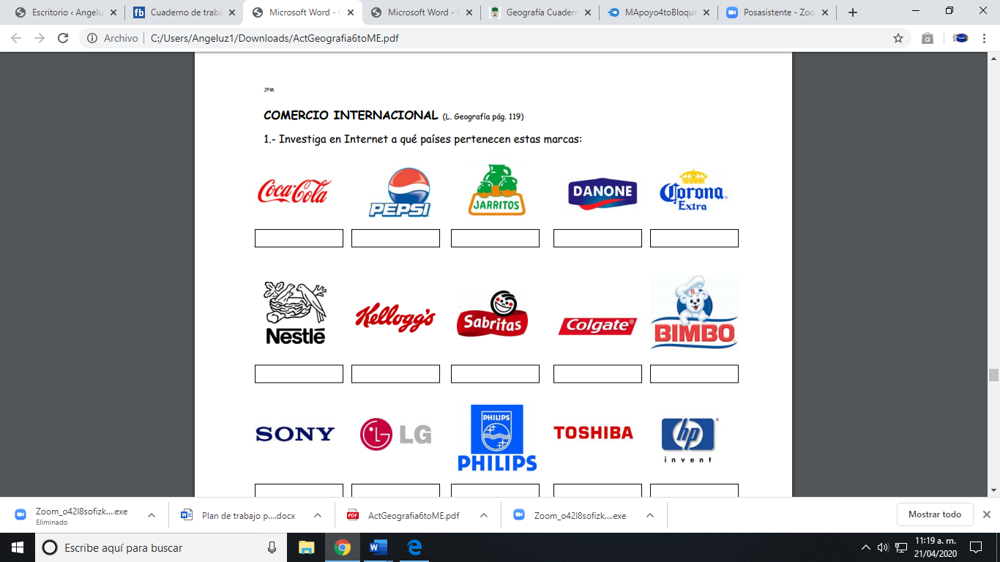 Escritorio ‹ Angelu
Cuaderno de traba
Microsoft Word - C
Microsoft Word - C
Geografía Cuadern
MApoyo4toBloque
Posasistente - Zoo
Archivo
C:/Users/Angeluz1/Downloads/ActGeografia6toME.pdf
JPM
COMERCIO INTERNACIONAL (L. Geografía pág. 119)
1.- Investiga en Internet a qué países pertenecen estas marcas:
Coca-Cola PEPSI JARRITOS DANONE Corona Extra
Nestlé Kellogg's Sabritas Colgate® B BIMBO
SONY LG PHILIPS PHILIPS TOSHIBA hp® invent
Zoom_o42l8sofizk....exe
Eliminado
Plan de trabajo p....docx
PDF
ActGeografia6toME.pdf
Zoom_o42l8sofizk....exe
Mostrar todo
Escribe aquí para buscar
11:19 a. m.
21/04/2020